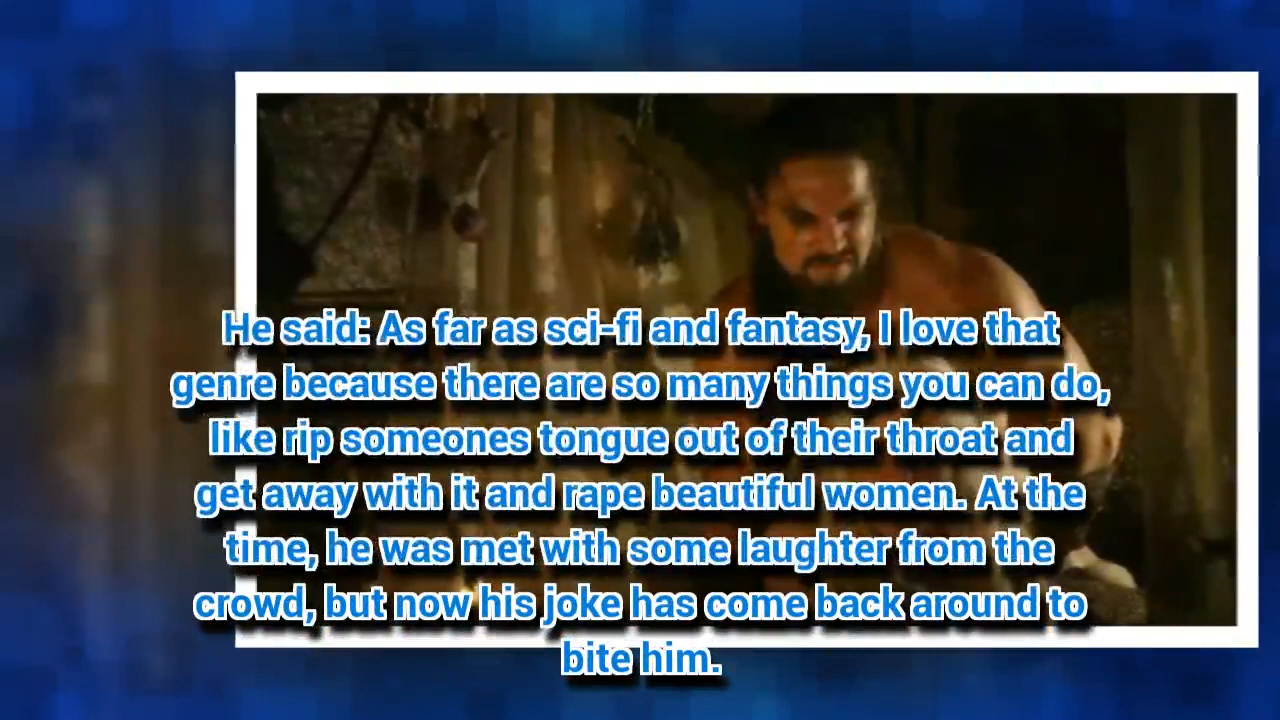 He said: As far as sci-fi and fantasy, I love that
genre because there are so many things you can do,
like rip someones tongue out of their throat and
get away with it and rape beautiful women. At the
time, he was met with some laughter from the
crowd, but now his joke has come back around to
bite him.